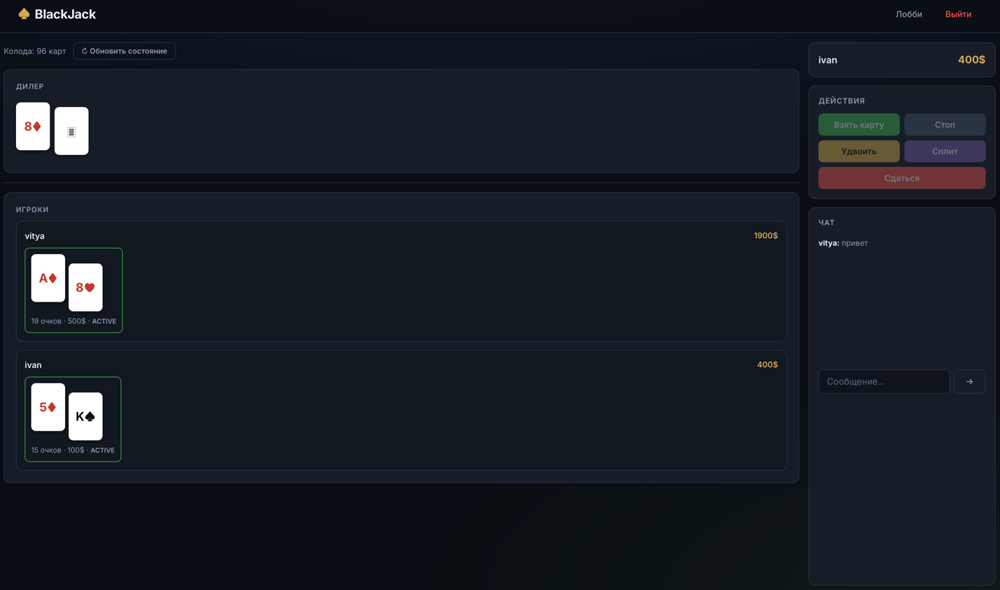 ♠ BlackJack
Лобби
Выйти
Колода: 96 карт
↻ Обновить состояние
ДИЛЕР
8♦
ИГРОКИ
vitya
1900$
A♦
8♥
19 очков · 500$ · ACTIVE
ivan
400$
5♦
K♠
15 очков · 100$ · ACTIVE
ivan
400$
ДЕЙСТВИЯ
Взять карту
Стоп
Удвоить
Сплит
Сдаться
ЧАТ
vitya: привет
Сообщение...
→